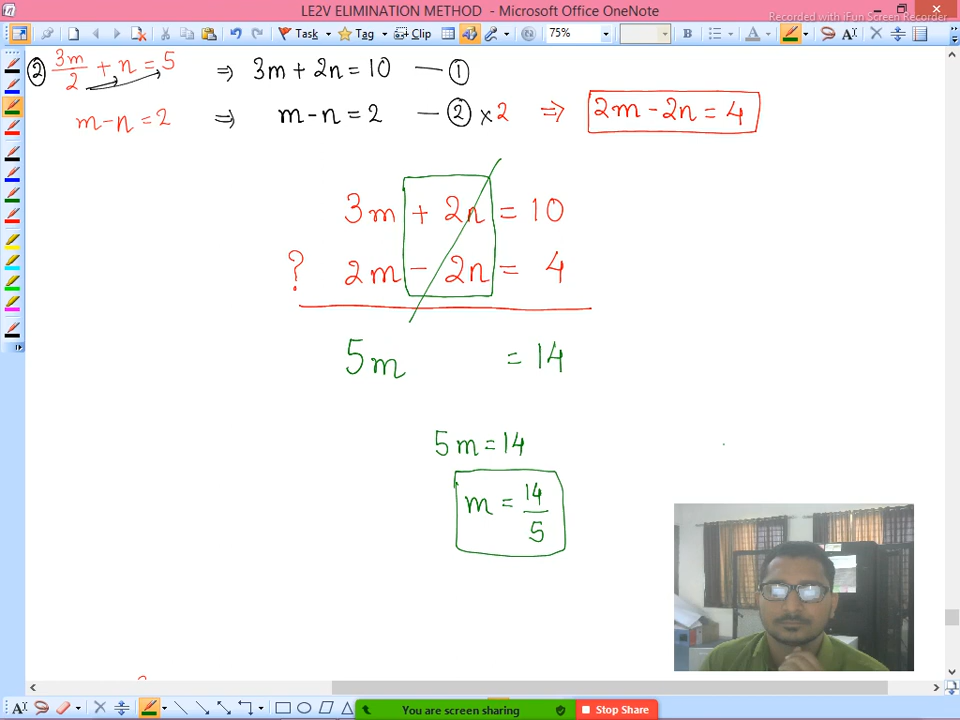 LE2V ELIMINATION METHOD - Microsoft Office OneNote
Recorded with iFun Screen Recorder
Task Tag Clip 75% B
② 3m/2 + n = 5 ⇒ 3m + 2n = 10 — ①
m - n = 2 ⇒ m - n = 2 — ② × 2 ⇒ 2m - 2n = 4
3m + 2n = 10
? 2m - 2n = 4
5m = 14
5m = 14
m = 14/5
You are screen sharing Stop Share